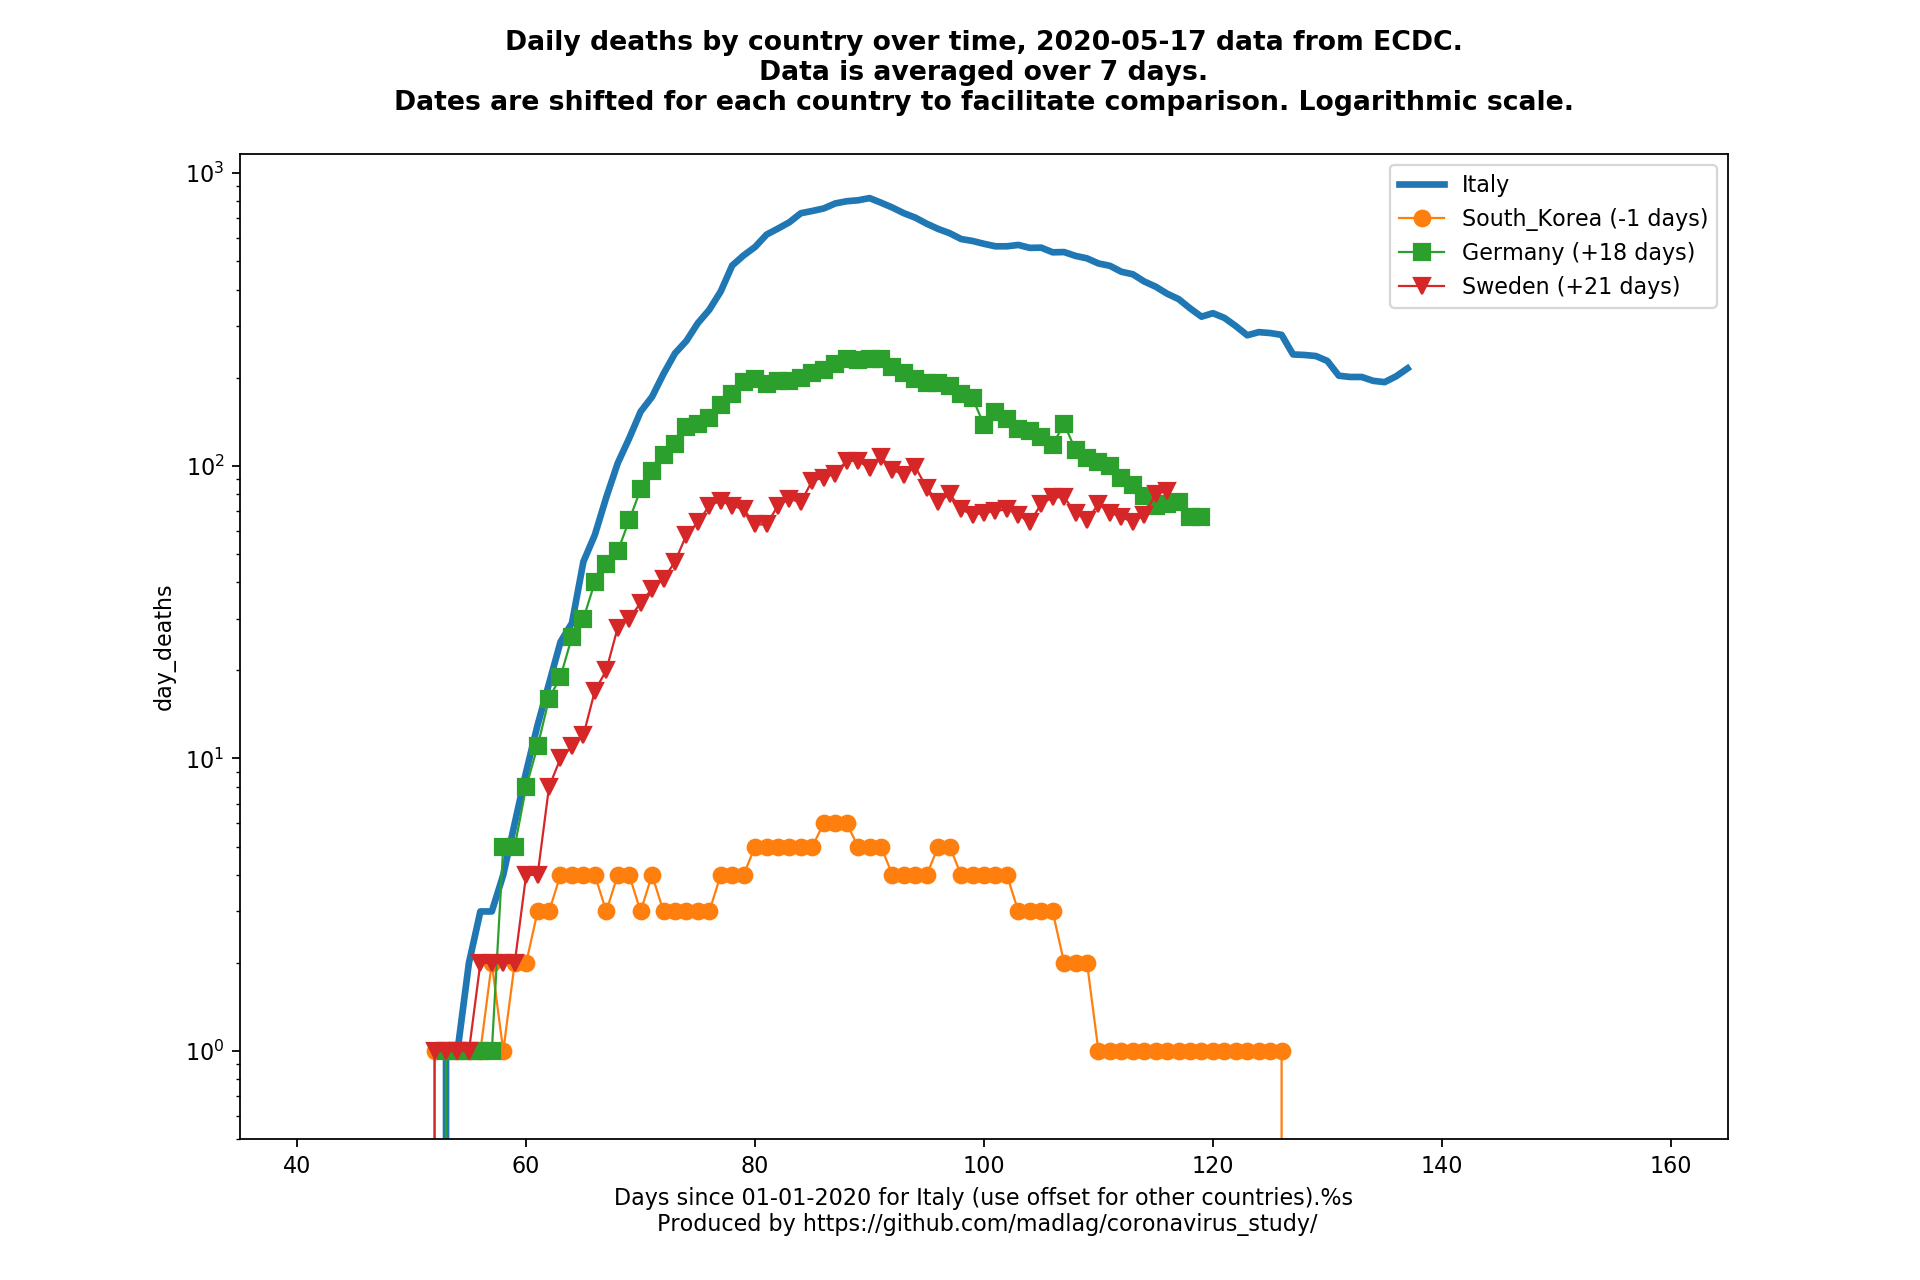 Daily deaths by country over time, 2020-05-17 data from ECDC.
Data is averaged over 7 days.
Dates are shifted for each country to facilitate comparison. Logarithmic scale.
10³
10²
10¹
10⁰
day_deaths
Italy
South_Korea (-1 days)
Germany (+18 days)
Sweden (+21 days)
40 60 80 100 120 140 160
Days since 01-01-2020 for Italy (use offset for other countries).%s
Produced by https://github.com/madlag/coronavirus_study/